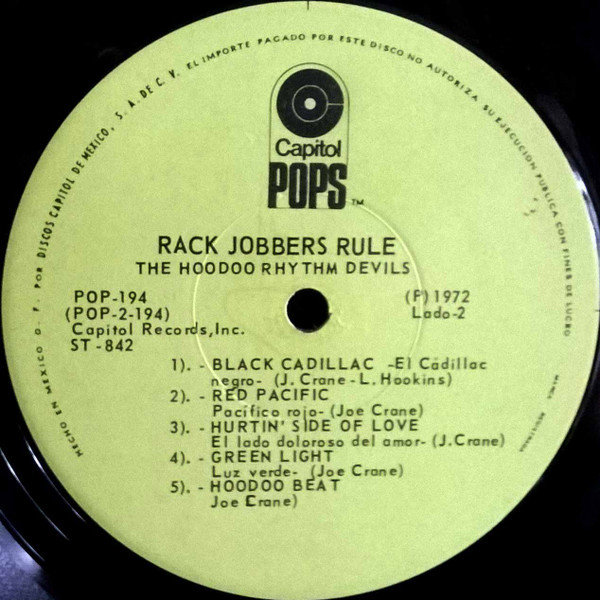 HECHO EN MEXICO D. F. POR DISCOS CAPITOL DE MEXICO, S. A. DE C. V. EL IMPORTE PAGADO POR ESTE DISCO NO AUTORIZA SU EJECUCION PUBLICA CON FINES DE LUCRO
MARCA REGISTRADA
Capitol
POPS™
RACK JOBBERS RULE
THE HOODOO RHYTHM DEVILS
POP-194
(POP-2-194)
Capitol Records,Inc.
ST-842
(P) 1972
Lado-2
1). - BLACK CADILLAC -El Cadillac
negro- (J. Crane-L. Hookins)
2). - RED PACIFIC
Pacífico rojo- (Joe Crane)
3). - HURTIN' SIDE OF LOVE
El lado doloroso del amor- (J.Crane)
4). - GREEN LIGHT
Luz verde- (Joe Crane)
5). - HOODOO BEAT
Joe Crane)